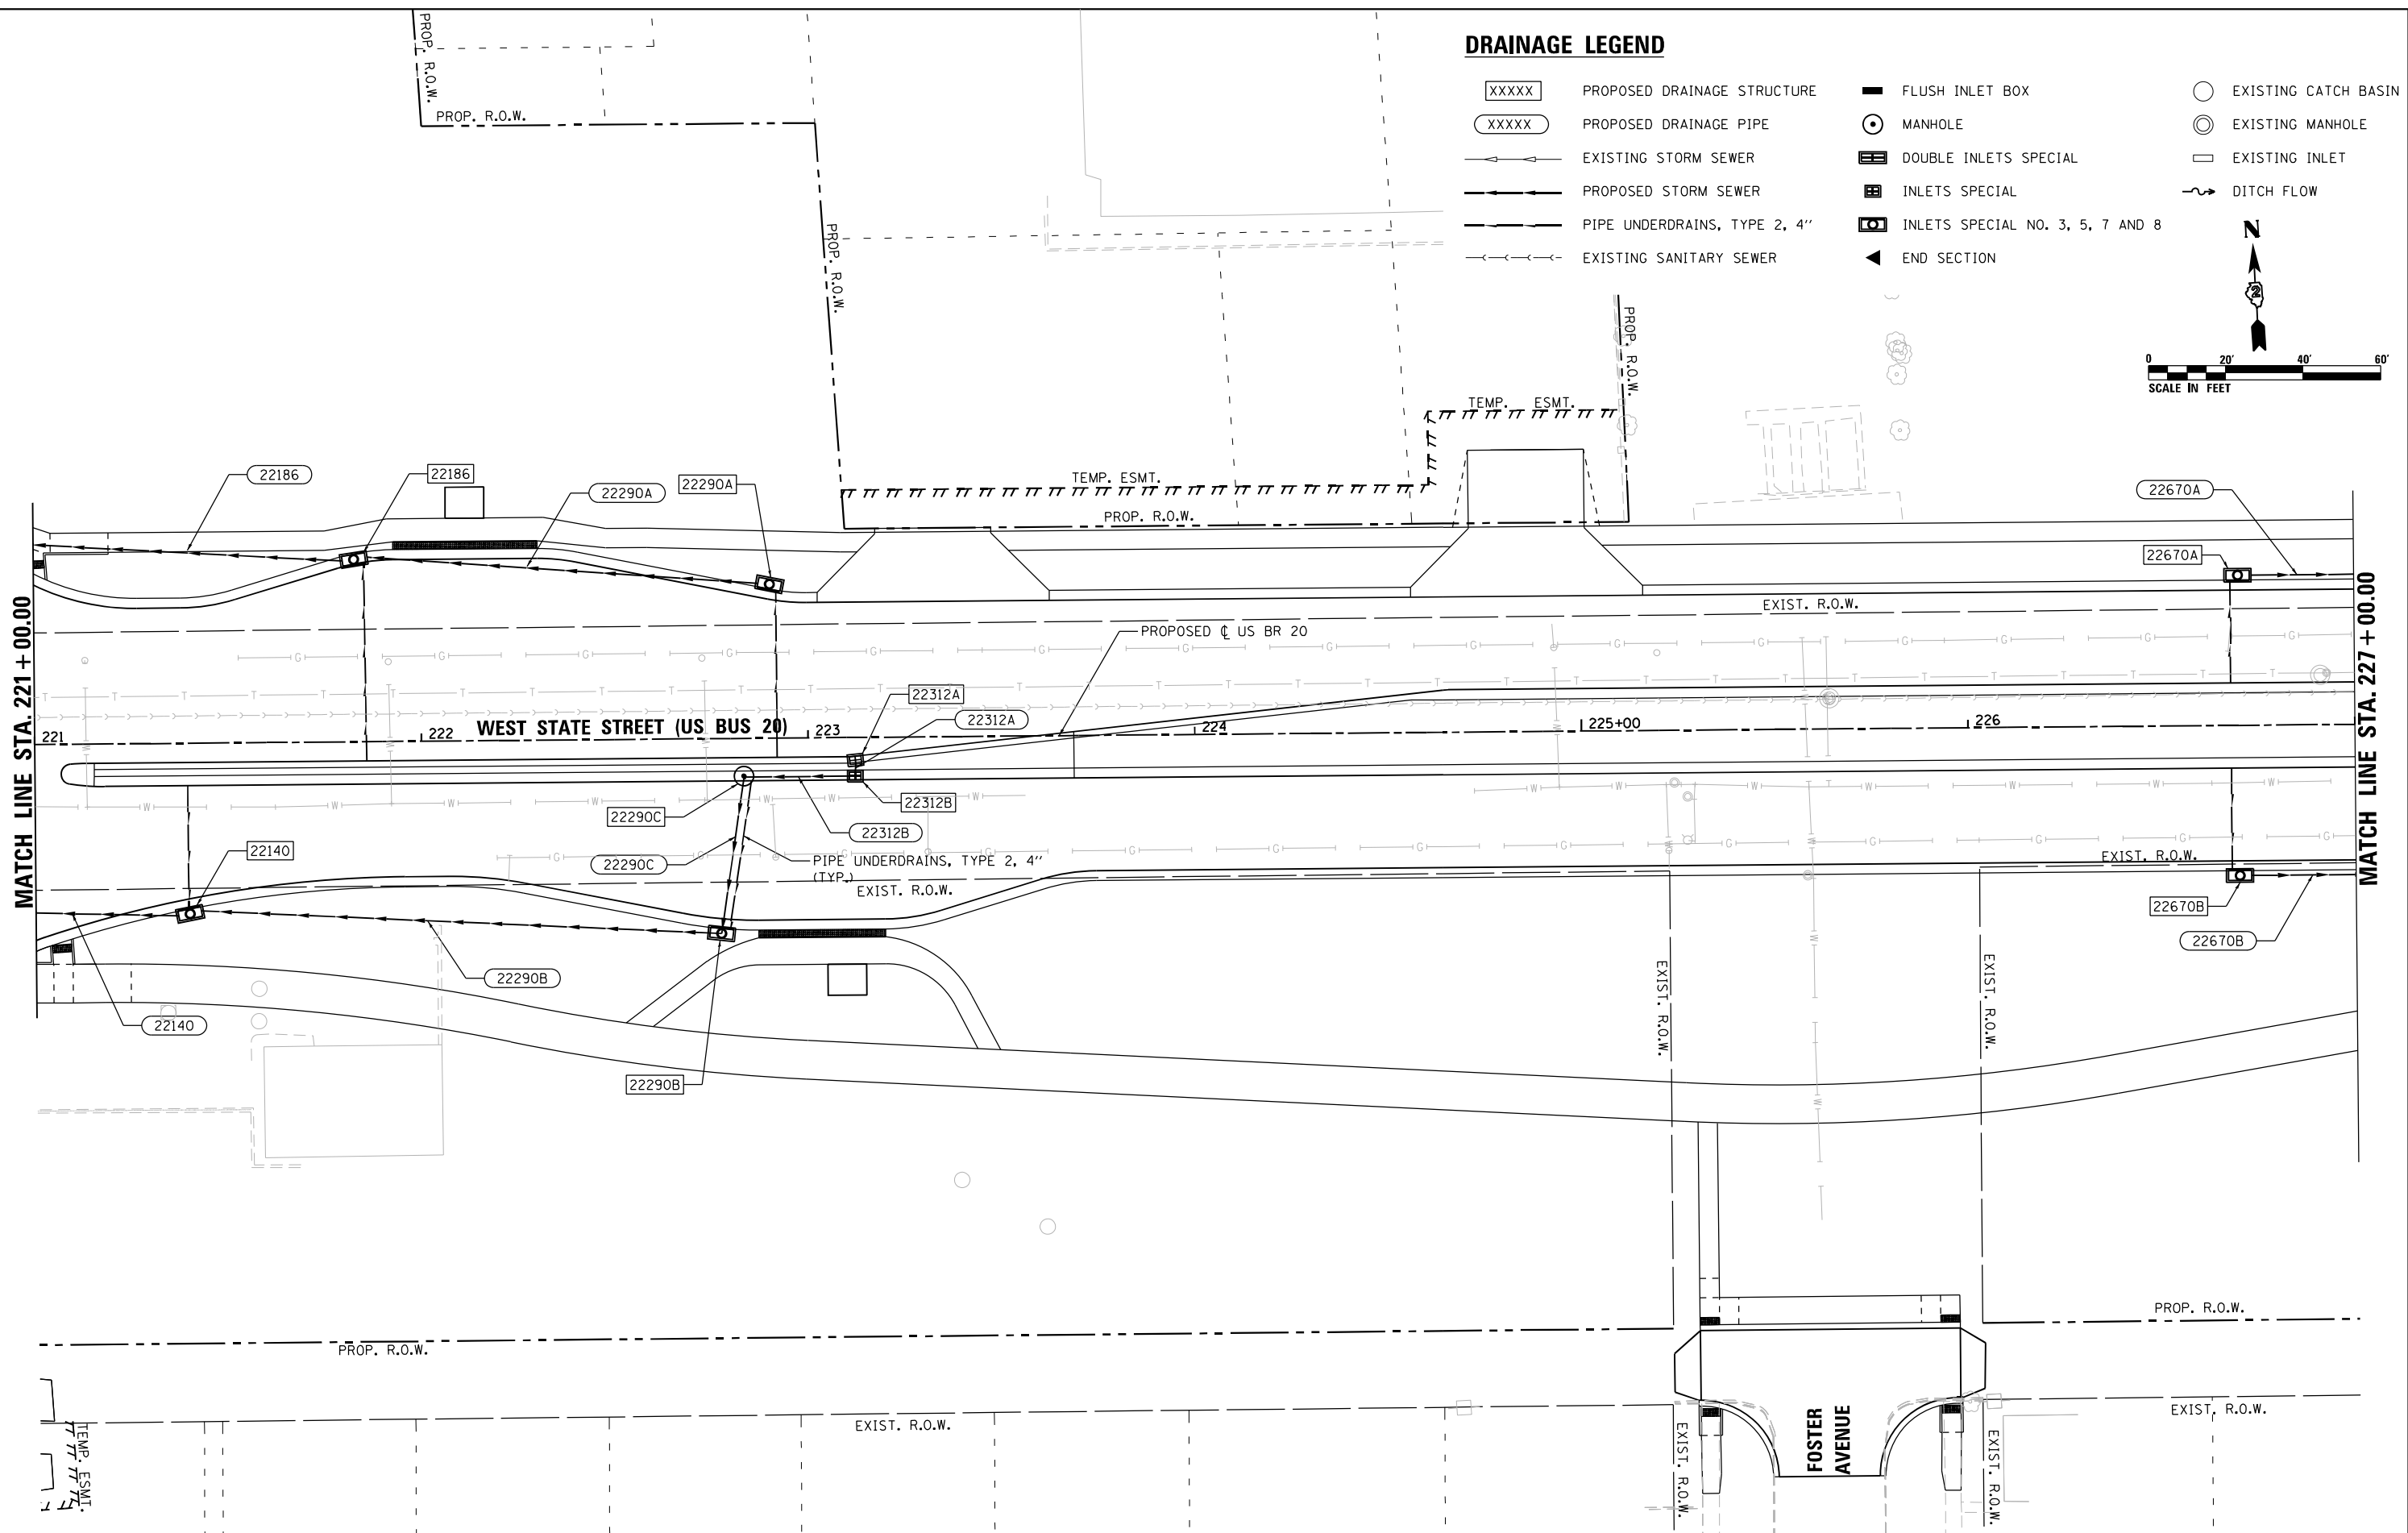 DRAINAGE LEGEND
XXXXX PROPOSED DRAINAGE STRUCTURE
XXXXX PROPOSED DRAINAGE PIPE
EXISTING STORM SEWER
PROPOSED STORM SEWER
PIPE UNDERDRAINS, TYPE 2, 4"
EXISTING SANITARY SEWER
FLUSH INLET BOX
MANHOLE
DOUBLE INLETS SPECIAL
INLETS SPECIAL
INLETS SPECIAL NO. 3, 5, 7 AND 8
END SECTION
EXISTING CATCH BASIN
EXISTING MANHOLE
EXISTING INLET
DITCH FLOW
N
2
0 20' 40' 60'
SCALE IN FEET
PROP. R.O.W.
PROP. R.O.W.
PROP. R.O.W.
PROP. R.O.W.
TEMP. ESMT.
TEMP. ESMT.
PROP. R.O.W.
22186
22186
22290A
22290A
22670A
22670A
EXIST. R.O.W.
PROPOSED ℄ US BR 20
MATCH LINE STA. 221+00.00
MATCH LINE STA. 227+00.00
22312A
22312A
221
222
WEST STATE STREET (US BUS 20)
223
224
225+00
226
22290C
22312B
22312B
22140
22290C
PIPE UNDERDRAINS, TYPE 2, 4"
(TYP.)
EXIST. R.O.W.
EXIST. R.O.W.
22670B
22670B
22290B
22140
22290B
EXIST. R.O.W.
EXIST. R.O.W.
PROP. R.O.W.
PROP. R.O.W.
TEMP. ESMT.
EXIST. R.O.W.
EXIST. R.O.W.
FOSTER
AVENUE
EXIST. R.O.W.
EXIST. R.O.W.
G G G G G G G G G G G G G G G
T T T T T T T T T T T T T T T T T
W W W W W W W W W W W W W W
G G G G G G G G G G